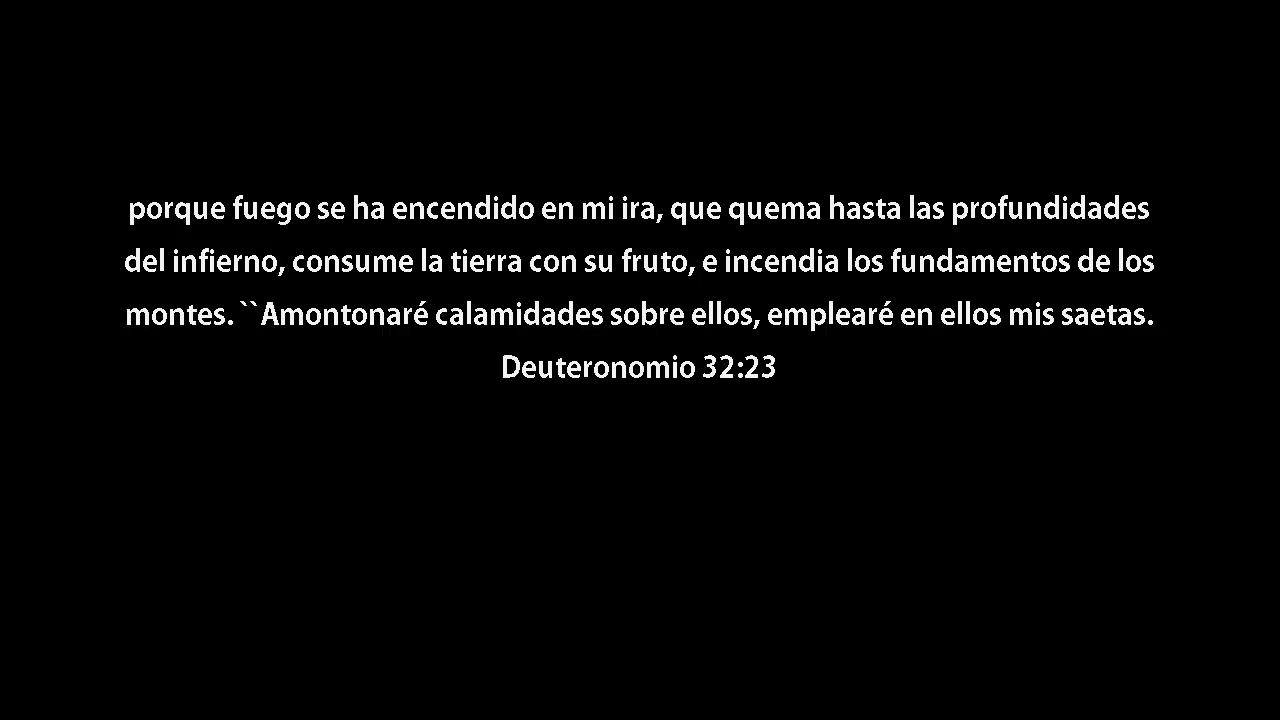 porque fuego se ha encendido en mi ira, que quema hasta las profundidades
del infierno, consume la tierra con su fruto, e incendia los fundamentos de los
montes. ``Amontonaré calamidades sobre ellos, emplearé en ellos mis saetas.
Deuteronomio 32:23